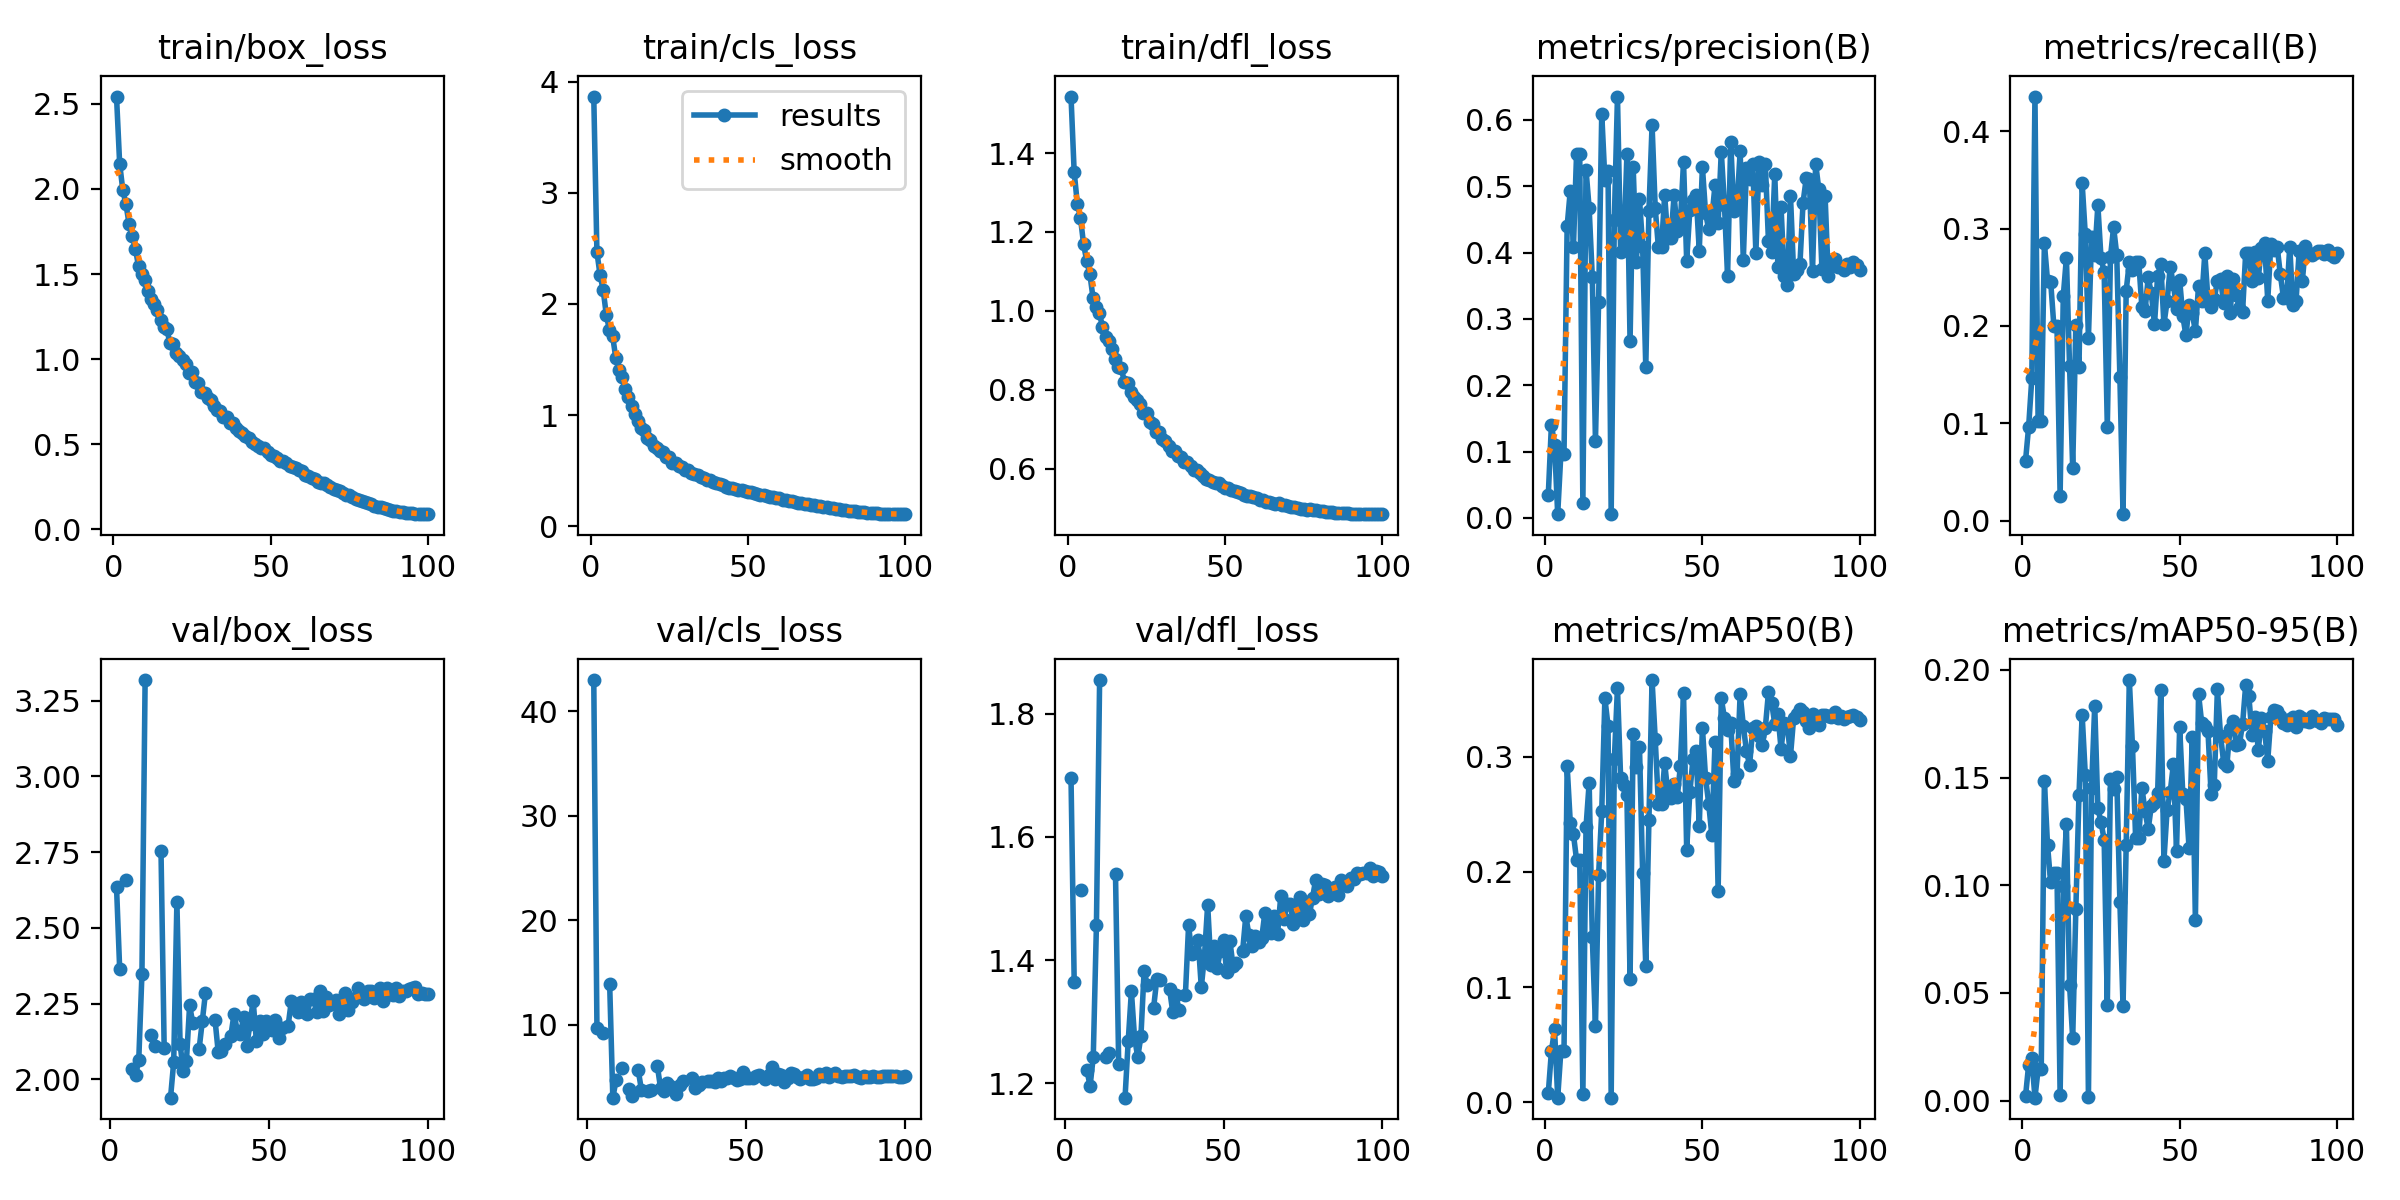 train/box_loss
2.5
2.0
1.5
1.0
0.5
0.0
0 50 100
train/cls_loss
4
3
2
1
0
results
smooth
0 50 100
train/dfl_loss
1.4
1.2
1.0
0.8
0.6
0 50 100
metrics/precision(B)
0.6
0.5
0.4
0.3
0.2
0.1
0.0
0 50 100
metrics/recall(B)
0.4
0.3
0.2
0.1
0.0
0 50 100
val/box_loss
3.25
3.00
2.75
2.50
2.25
2.00
0 50 100
val/cls_loss
40
30
20
10
0 50 100
val/dfl_loss
1.8
1.6
1.4
1.2
0 50 100
metrics/mAP50(B)
0.3
0.2
0.1
0.0
0 50 100
metrics/mAP50-95(B)
0.20
0.15
0.10
0.05
0.00
0 50 100